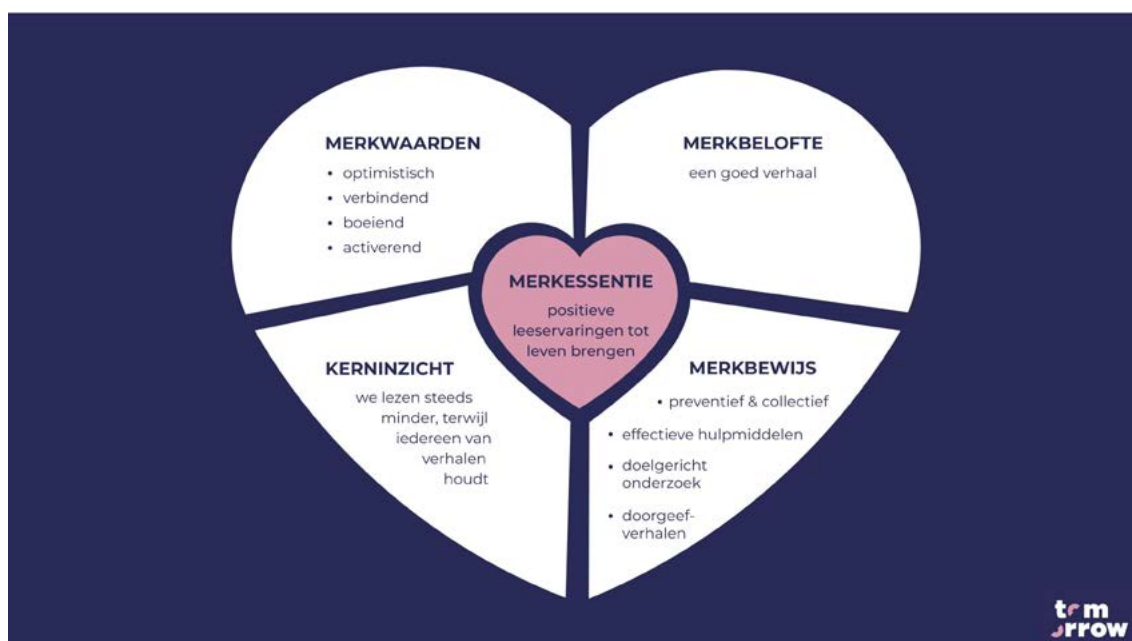 MERKWAARDEN
• optimistisch
• verbindend
• boeiend
• activerend
MERKBELOFTE
een goed verhaal
MERKESSENTIE
positieve
leeservaringen tot
leven brengen
KERNINZICHT
we lezen steeds
minder, terwijl
iedereen van
verhalen
houdt
MERKBEWIJS
• preventief & collectief
• effectieve hulpmiddelen
• doelgericht
onderzoek
• doorgeef-
verhalen
tom
orrow